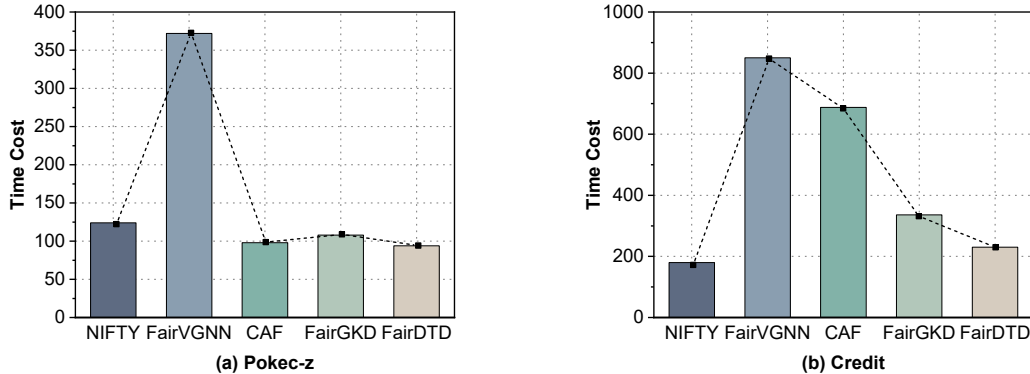 400
350
300
250
200
150
100
50
0
Time Cost
NIFTY FairVGNN CAF FairGKD FairDTD
(a) Pokec-z
1000
800
600
400
200
0
Time Cost
NIFTY FairVGNN CAF FairGKD FairDTD
(b) Credit